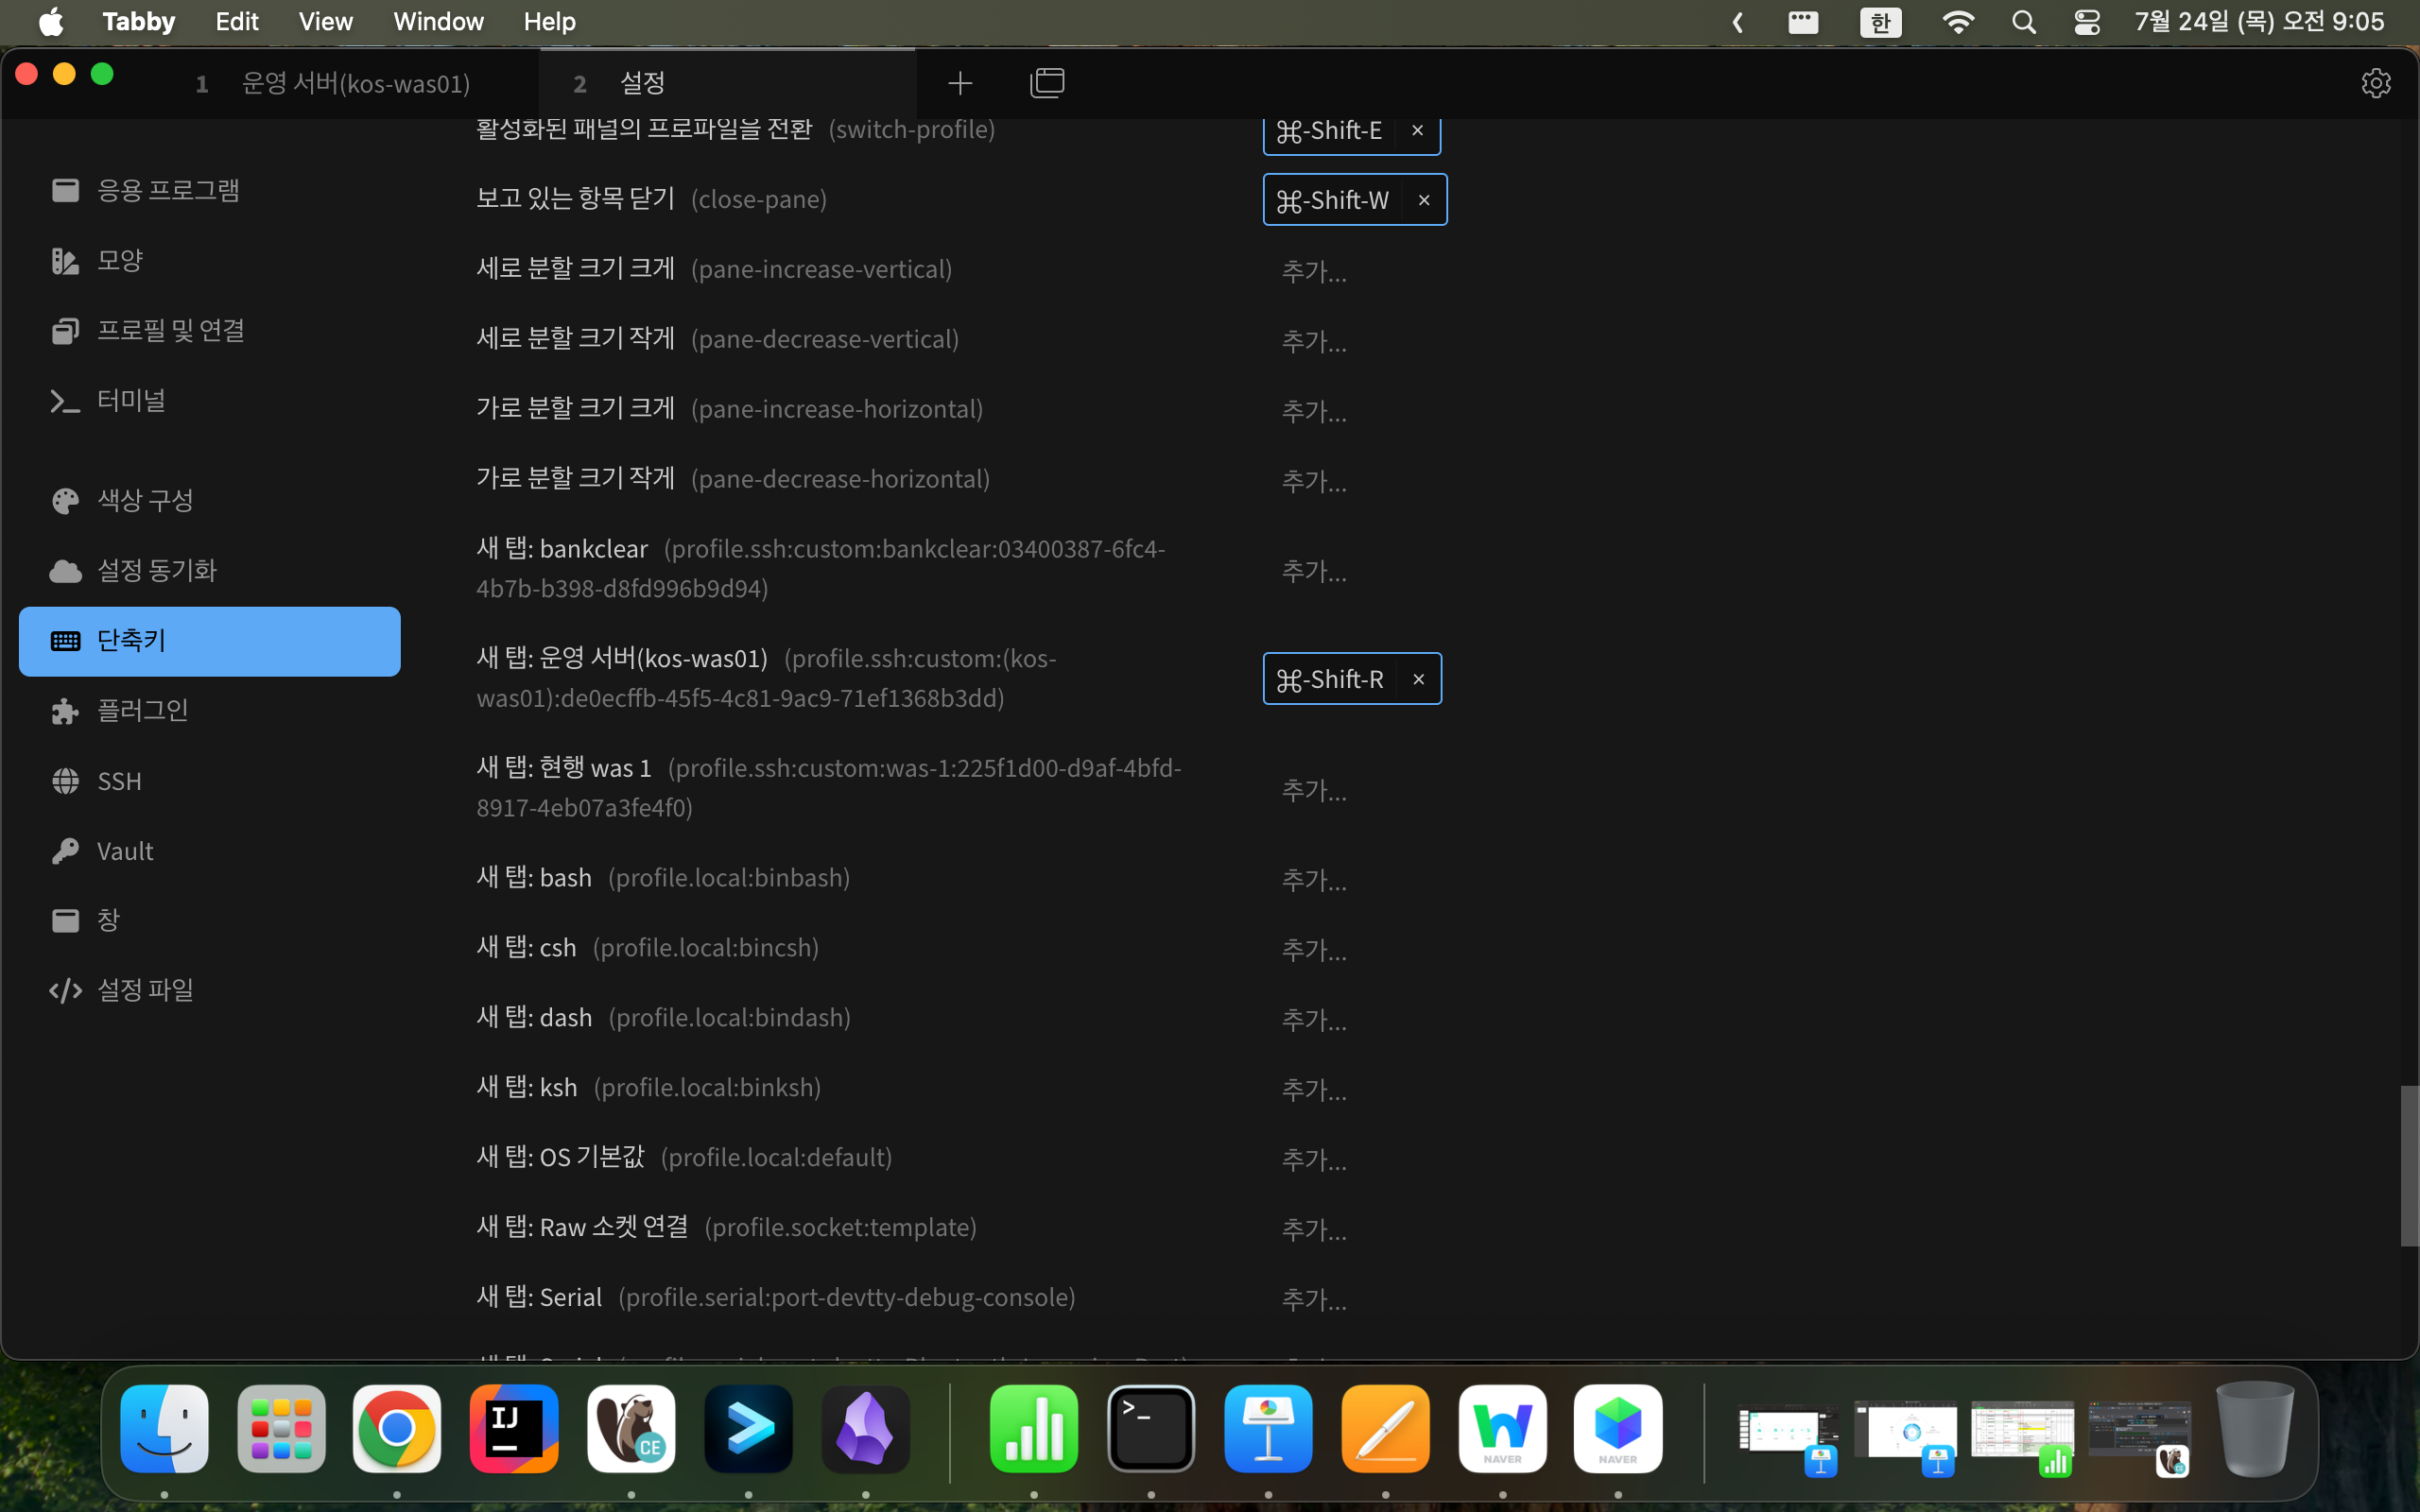 Tabby Edit View Window Help 한 7월 24일 (목) 오전 9:05
1 운영 서버(kos-was01) 2 설정
활성화된 패널의 프로파일을 전환 (switch-profile) ⌘-Shift-E ×
응용 프로그램
보고 있는 항목 닫기 (close-pane) ⌘-Shift-W ×
모양
세로 분할 크기 크게 (pane-increase-vertical) 추가...
프로필 및 연결
세로 분할 크기 작게 (pane-decrease-vertical) 추가...
터미널
가로 분할 크기 크게 (pane-increase-horizontal) 추가...
가로 분할 크기 작게 (pane-decrease-horizontal) 추가...
색상 구성
새 탭: bankclear (profile.ssh:custom:bankclear:03400387-6fc4-
4b7b-b398-d8fd996b9d94) 추가...
설정 동기화
단축키
새 탭: 운영 서버(kos-was01) (profile.ssh:custom:(kos-
was01):de0ecffb-45f5-4c81-9ac9-71ef1368b3dd) ⌘-Shift-R ×
플러그인
새 탭: 현행 was 1 (profile.ssh:custom:was-1:225f1d00-d9af-4bfd-
8917-4eb07a3fe4f0) 추가...
SSH
Vault
새 탭: bash (profile.local:binbash) 추가...
창
새 탭: csh (profile.local:bincsh) 추가...
설정 파일
새 탭: dash (profile.local:bindash) 추가...
새 탭: ksh (profile.local:binksh) 추가...
새 탭: OS 기본값 (profile.local:default) 추가...
새 탭: Raw 소켓 연결 (profile.socket:template) 추가...
새 탭: Serial (profile.serial:port-devtty-debug-console) 추가...
IJ
CE
NAVER
NAVER